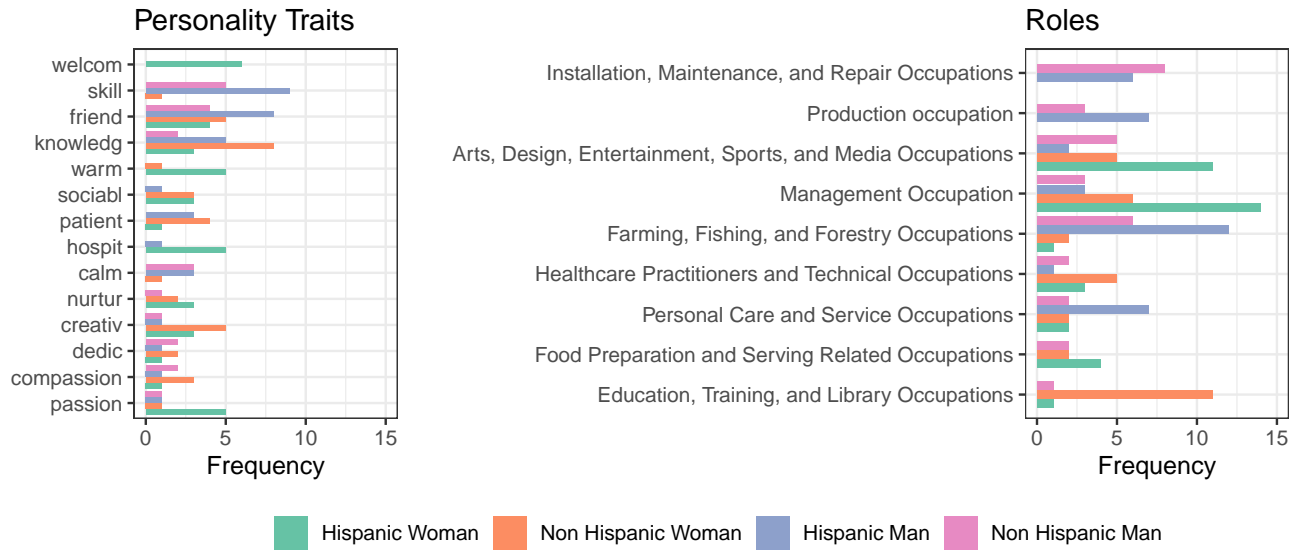 Personality Traits
welcom
skill
friend
knowledg
warm
sociabl
patient
hospit
calm
nurtur
creativ
dedic
compassion
passion
0 5 10 15
Frequency
Roles
Installation, Maintenance, and Repair Occupations
Production occupation
Arts, Design, Entertainment, Sports, and Media Occupations
Management Occupation
Farming, Fishing, and Forestry Occupations
Healthcare Practitioners and Technical Occupations
Personal Care and Service Occupations
Food Preparation and Serving Related Occupations
Education, Training, and Library Occupations
0 5 10 15
Frequency
Hispanic Woman Non Hispanic Woman Hispanic Man Non Hispanic Man